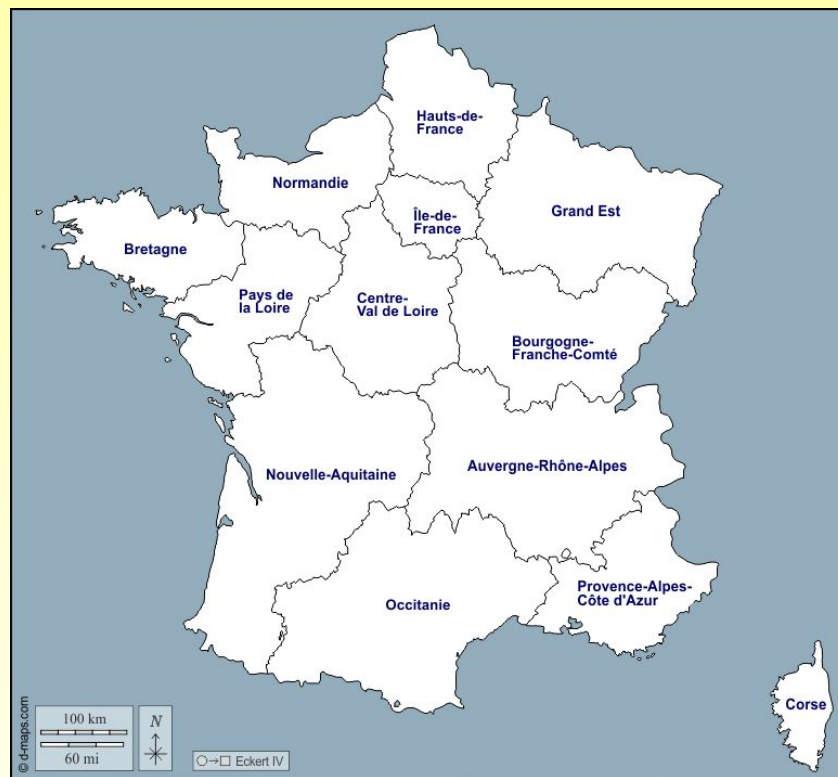 Hauts-de-
France
Normandie
Île-de-
France
Grand Est
Bretagne
Pays de
la Loire
Centre-
Val de Loire
Bourgogne-
Franche-Comté
Nouvelle-Aquitaine
Auvergne-Rhône-Alpes
Provence-Alpes-
Côte d'Azur
Occitanie
Corse
© d-maps.com
100 km
60 mi
N
Eckert IV